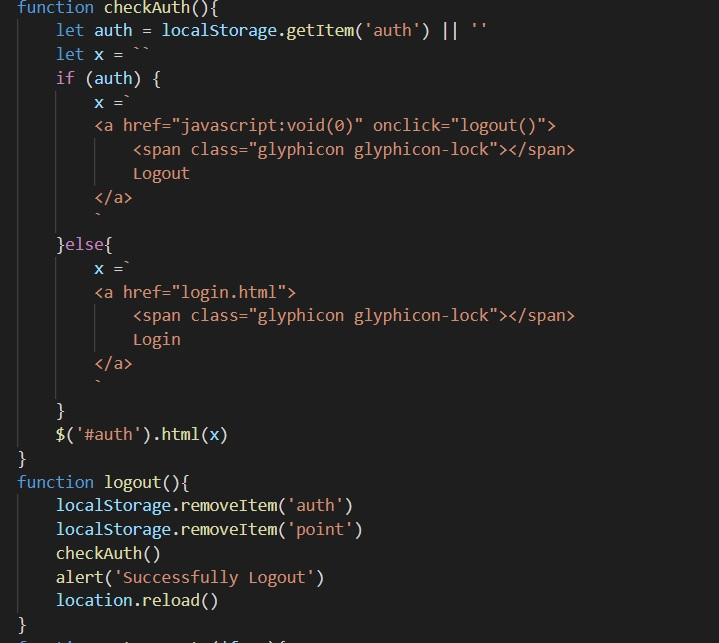 function checkAuth(){
    let auth = localStorage.getItem('auth') || ''
    let x = ``
    if (auth) {
        x =`
        <a href="javascript:void(0)" onclick="logout()">
            <span class="glyphicon glyphicon-lock"></span>
            Logout
        </a>
        `
    }else{
        x =`
        <a href="login.html">
            <span class="glyphicon glyphicon-lock"></span>
            Login
        </a>
        `
    }
    $('#auth').html(x)
}
function logout(){
    localStorage.removeItem('auth')
    localStorage.removeItem('point')
    checkAuth()
    alert('Successfully Logout')
    location.reload()
}